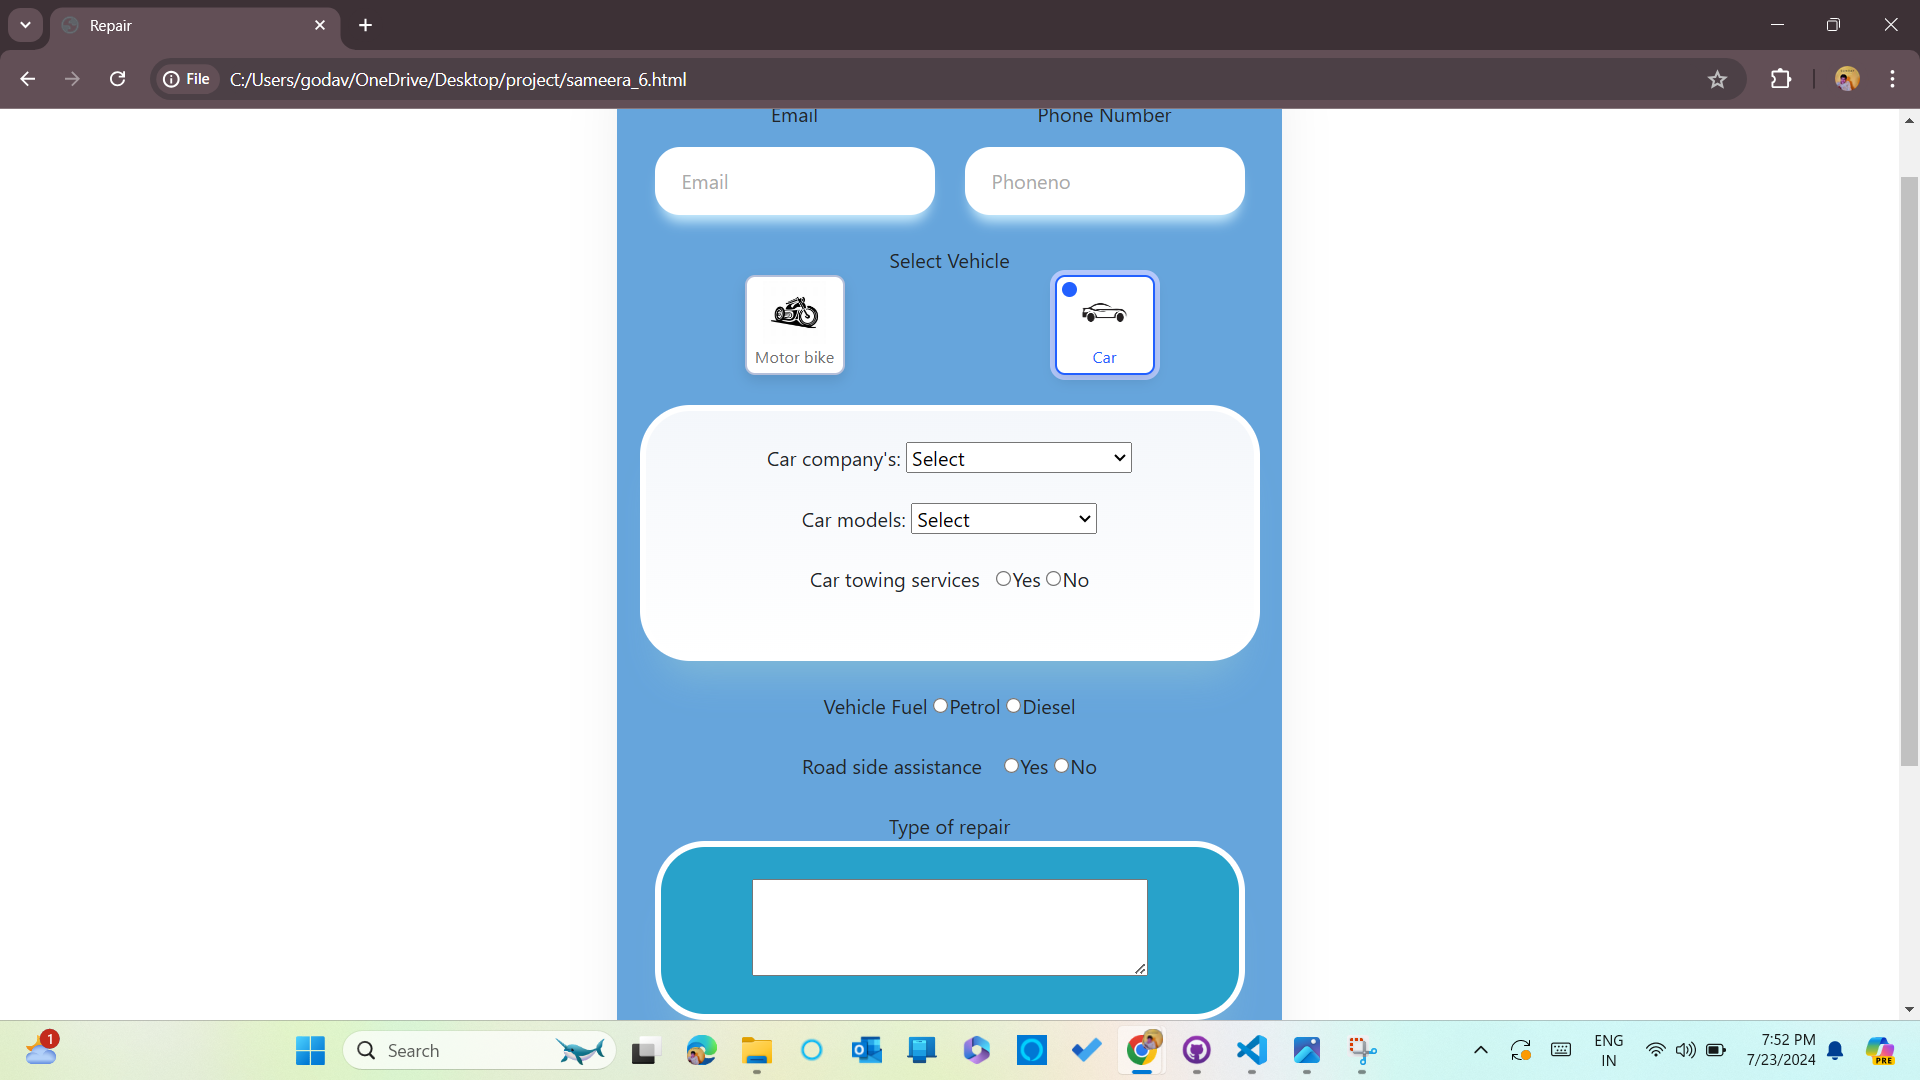 Repair
File C:/Users/godav/OneDrive/Desktop/project/sameera_6.html
Email Phone Number
Email Phoneno
Select Vehicle
Motor bike Car
Car company's: Select
Car models: Select
Car towing services Yes No
Vehicle Fuel Petrol Diesel
Road side assistance Yes No
Type of repair
1 Search ENG 7:52 PM
IN 7/23/2024 PRE